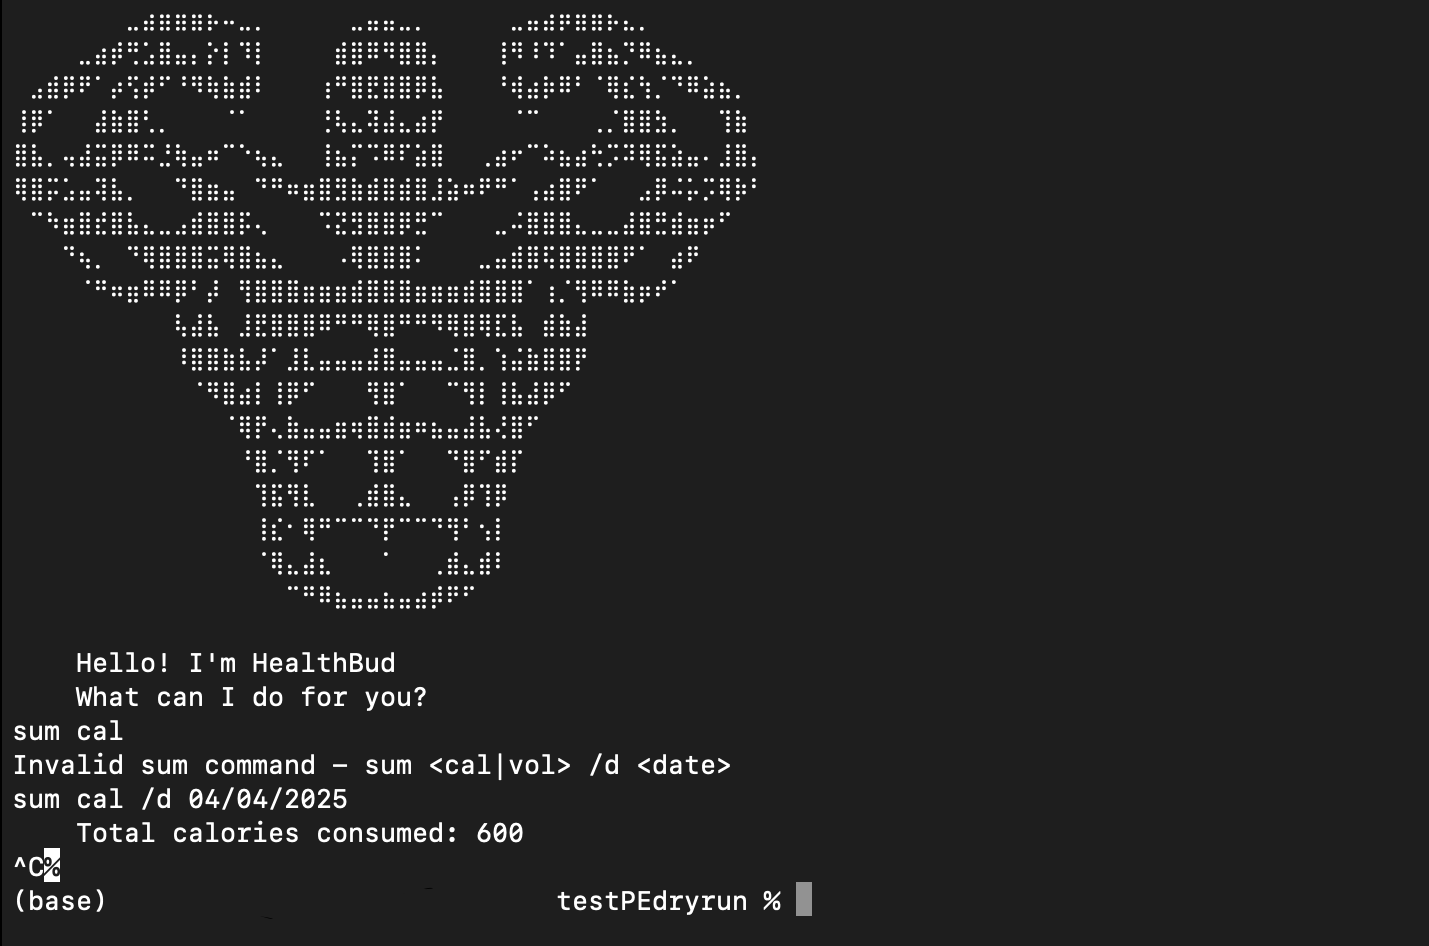 Hello! I'm HealthBud
What can I do for you?
sum cal
Invalid sum command – sum <cal|vol> /d <date>
sum cal /d 04/04/2025
Total calories consumed: 600
^C%
(base) testPEdryrun %